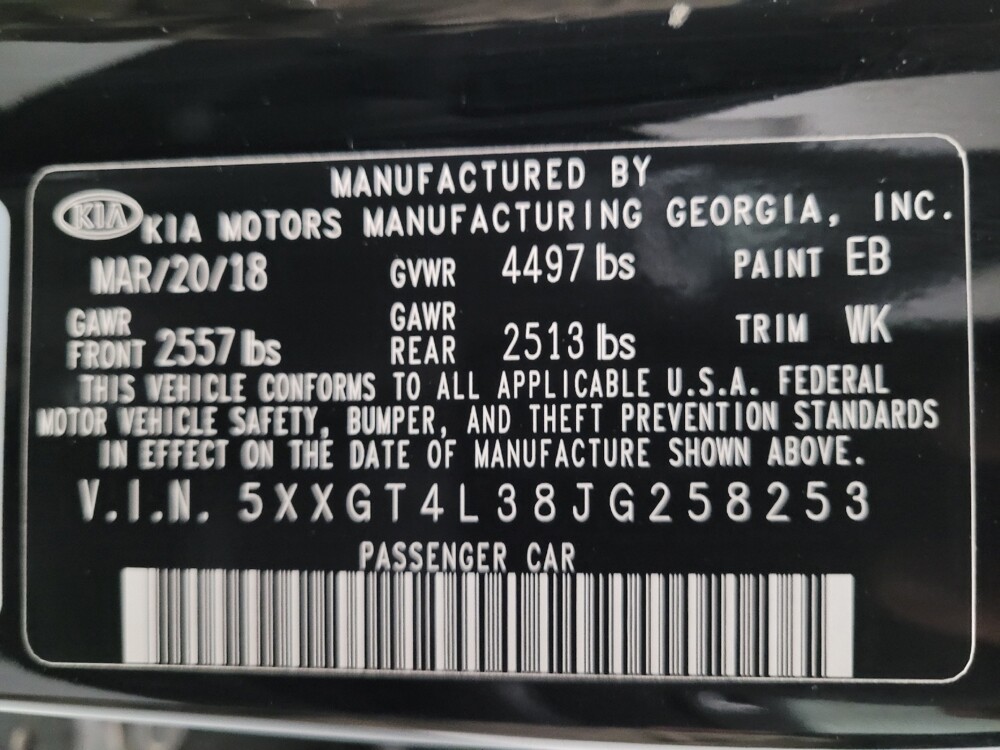 MANUFACTURED BY
KIA KIA MOTORS MANUFACTURING GEORGIA, INC.
MAR/20/18 GVWR 4497 lbs PAINT EB
GAWR FRONT 2557 lbs GAWR REAR 2513 lbs TRIM WK
THIS VEHICLE CONFORMS TO ALL APPLICABLE U.S.A. FEDERAL
MOTOR VEHICLE SAFETY, BUMPER, AND THEFT PREVENTION STANDARDS
IN EFFECT ON THE DATE OF MANUFACTURE SHOWN ABOVE.
V.I.N. 5XXGT4L38JG258253
PASSENGER CAR